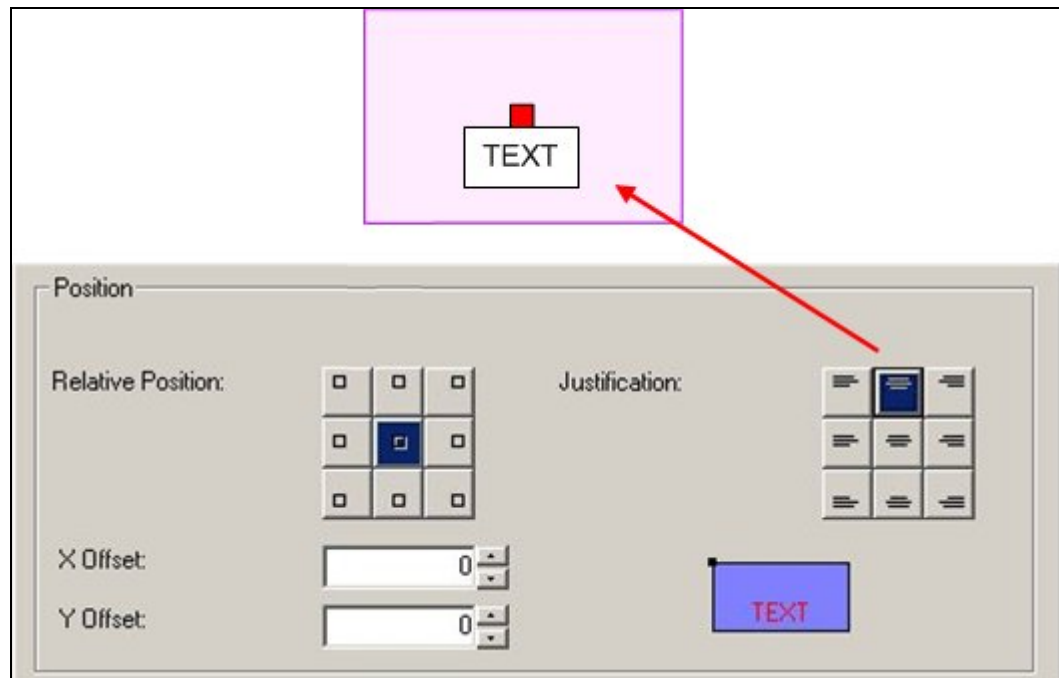 TEXT
Position
Relative Position: Justification:
X Offset: 0
Y Offset: 0
TEXT